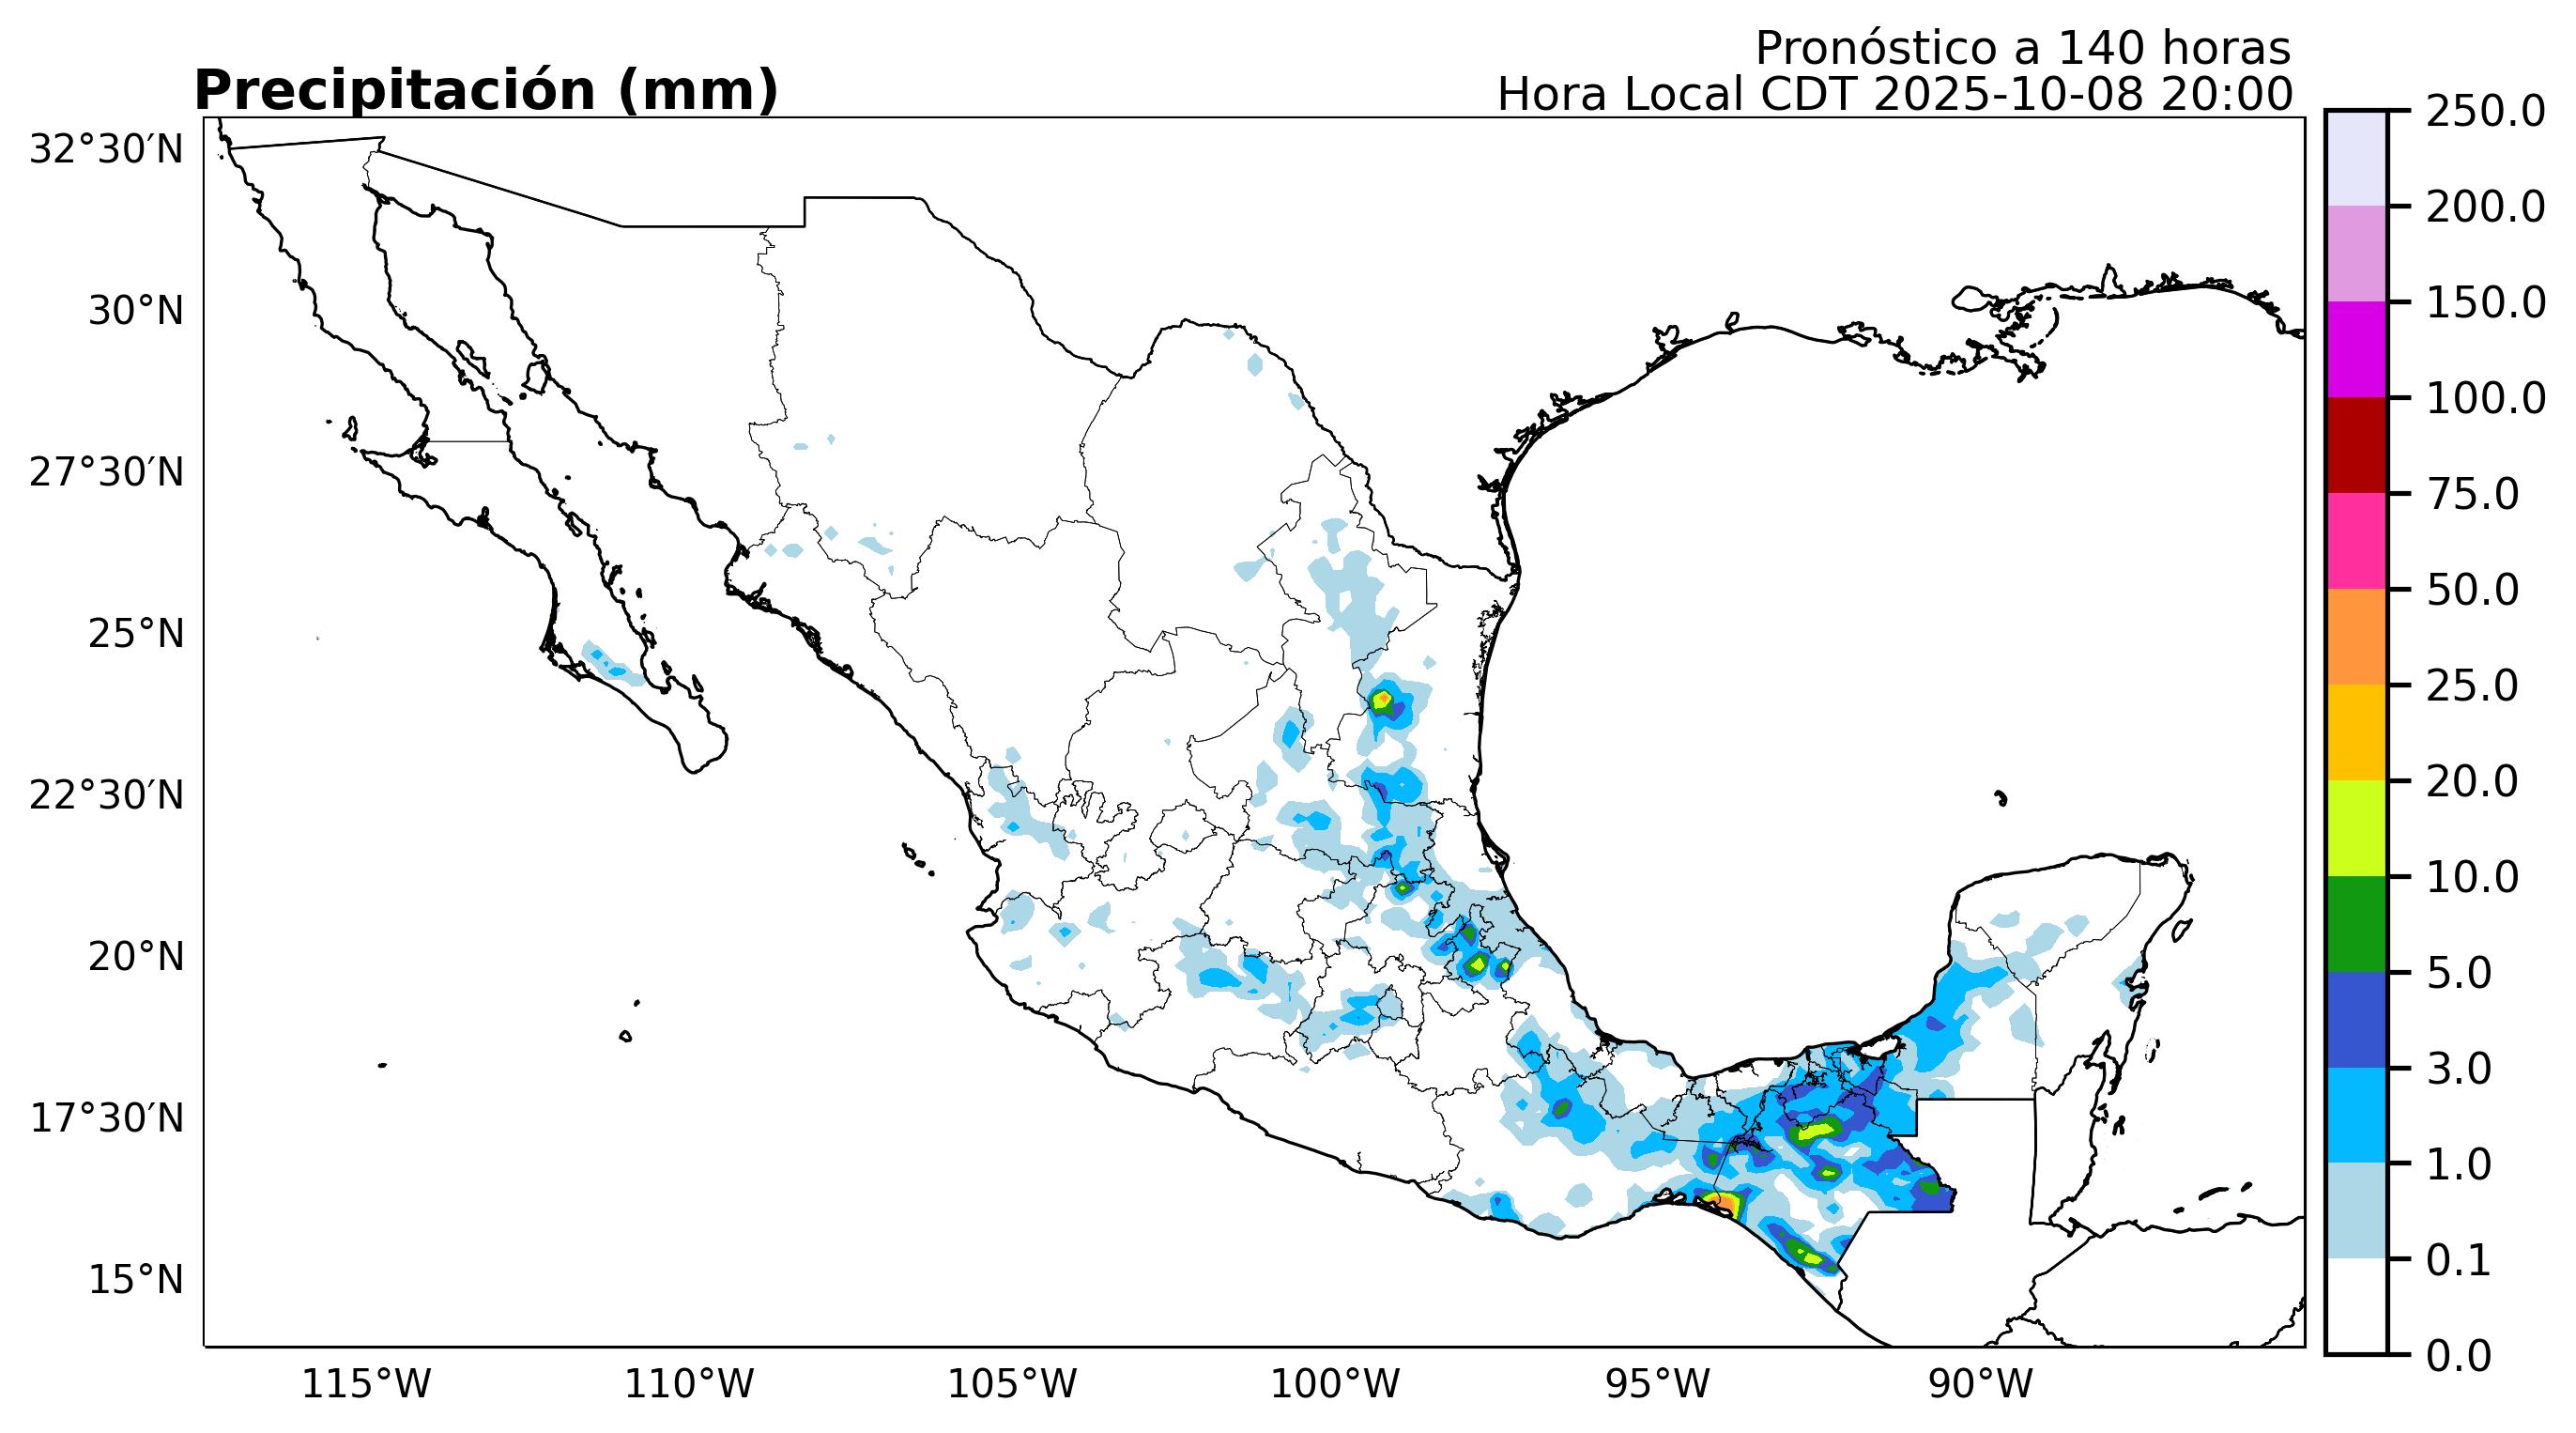 Pronóstico a 140 horas
Precipitación (mm)
Hora Local CDT 2025-10-08 20:00
32°30′N
30°N
27°30′N
25°N
22°30′N
20°N
17°30′N
15°N
115°W
110°W
105°W
100°W
95°W
90°W
250.0
200.0
150.0
100.0
75.0
50.0
25.0
20.0
10.0
5.0
3.0
1.0
0.1
0.0